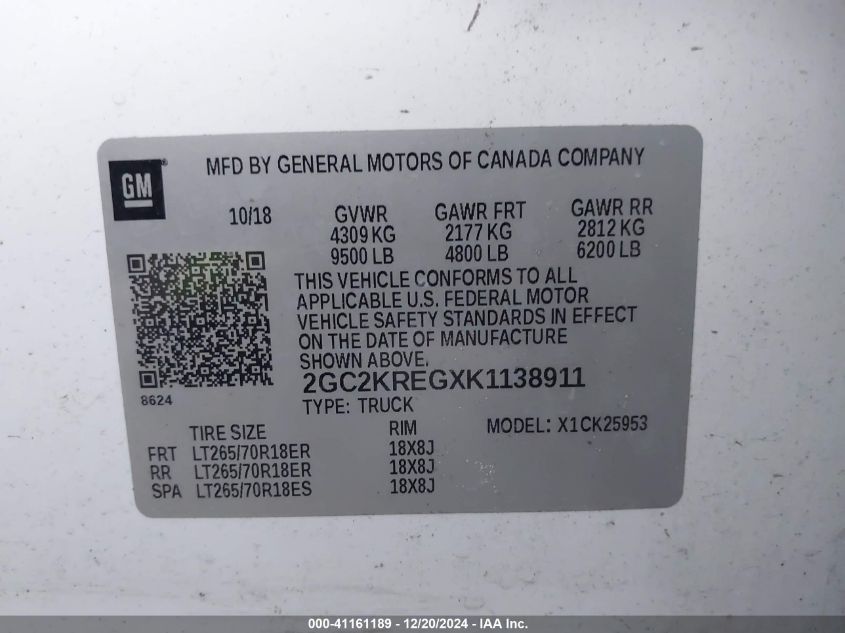 GM
MFD BY GENERAL MOTORS OF CANADA COMPANY
10/18 GVWR GAWR FRT GAWR RR
4309 KG 2177 KG 2812 KG
9500 LB 4800 LB 6200 LB
THIS VEHICLE CONFORMS TO ALL
APPLICABLE U.S. FEDERAL MOTOR
VEHICLE SAFETY STANDARDS IN EFFECT
ON THE DATE OF MANUFACTURE
SHOWN ABOVE.
2GC2KREGXK1138911
8624
TYPE: TRUCK
MODEL: X1CK25953
TIRE SIZE RIM
FRT LT265/70R18ER 18X8J
RR LT265/70R18ER 18X8J
SPA LT265/70R18ES 18X8J
000-41161189 - 12/20/2024 - IAA Inc.